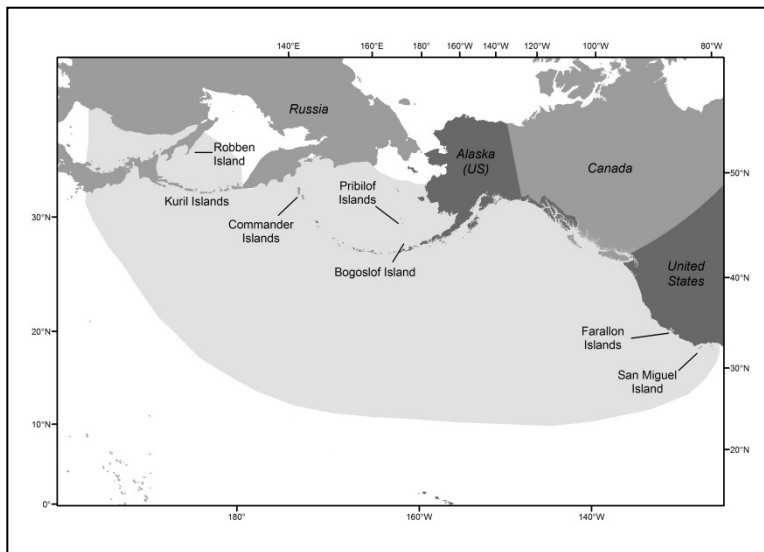 140°E 160°E 180° 160°W 140°W 120°W 100°W 80°W
Russia
Robben
Island
Alaska
(US)
Canada
50°N
Pribilof
Islands
Kuril Islands
30°N
Commander
Islands
Bogoslof Island
United
States
40°N
20°N
Farallon
Islands
30°N
San Miguel
Island
10°N
20°N
0°
180° 160°W 140°W